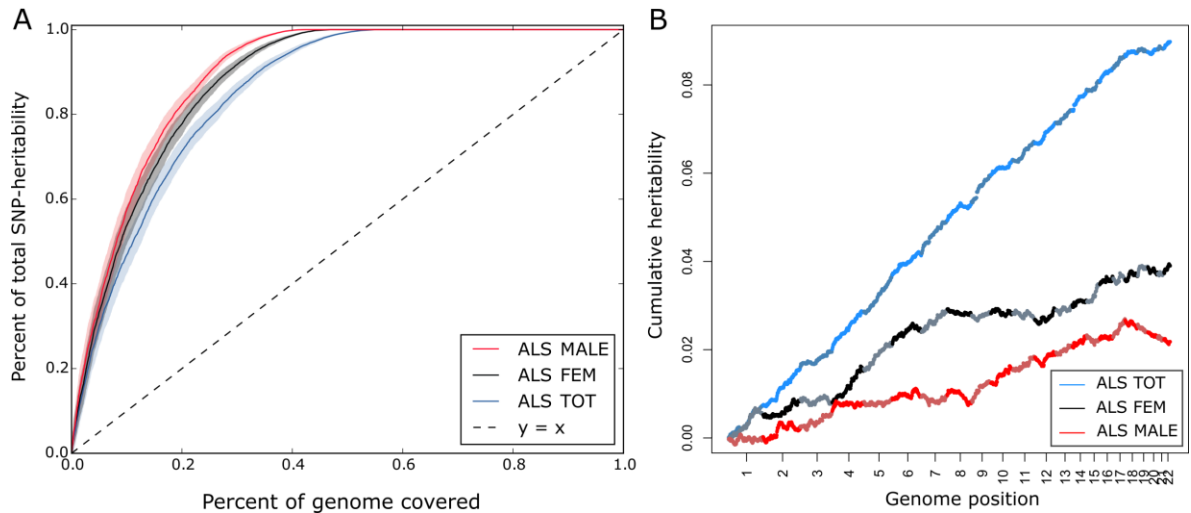 A
Percent of total SNP-heritability
1.0
0.8
0.6
0.4
0.2
0.0
0.0 0.2 0.4 0.6 0.8 1.0
Percent of genome covered
ALS MALE
ALS FEM
ALS TOT
y = x
B
Cumulative heritability
0.08
0.06
0.04
0.02
0.00
1 2 3 4 5 6 7 8 9 10 11 12 13 14 15 16 17 18 19 20 21 22
Genome position
ALS TOT
ALS FEM
ALS MALE